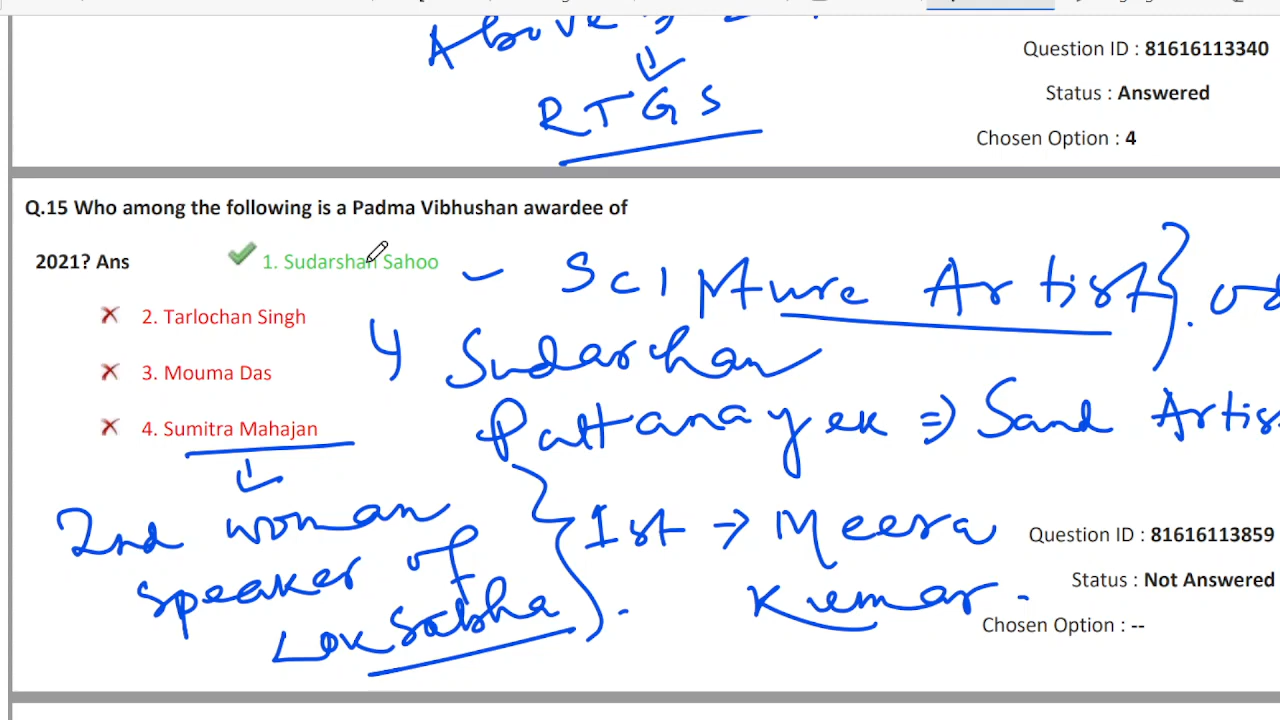 Above
RTGS
Question ID : 81616113340
Status : Answered
Chosen Option : 4
Q.15 Who among the following is a Padma Vibhushan awardee of
2021? Ans
1. Sudarshan Sahoo
2. Tarlochan Singh
3. Mouma Das
4. Sumitra Mahajan
Sclpture Artist
Sudarshan
Pattanayek ⇒ Sand Artis
2nd woman
speaker of
Loksabha
1st → Meera
Kumar.
Question ID : 81616113859
Status : Not Answered
Chosen Option : --